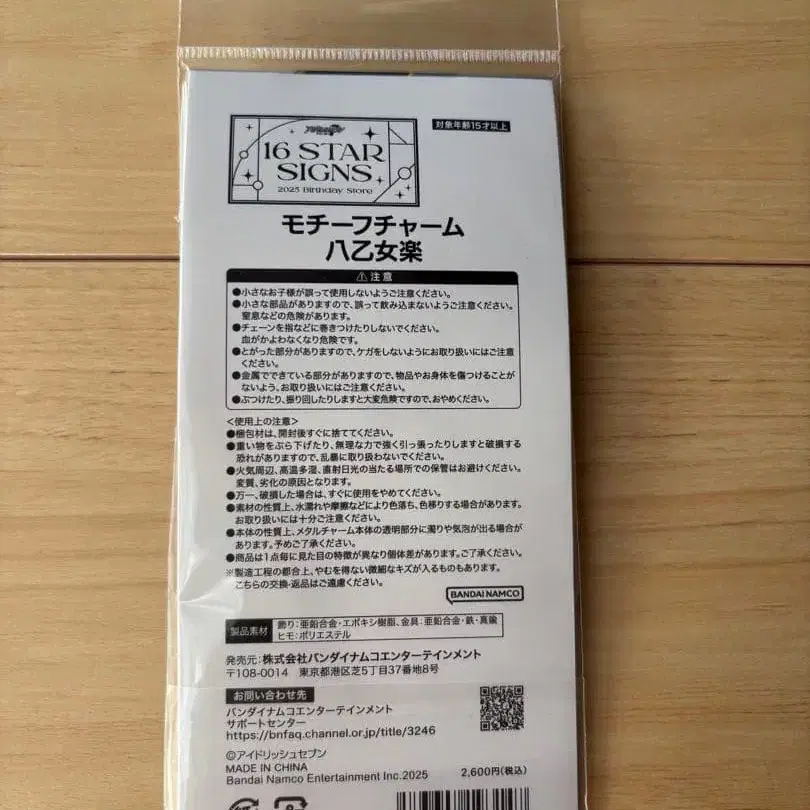 16 STAR
SIGNS
2025 Birthday Store
対象年齢15才以上
モチーフチャーム
八乙女楽
⚠注意
●小さなお子様が誤って使用しないようご注意ください。
●小さな部品がありますので、誤って飲み込まないようご注意ください。
窒息などの危険があります。
●チェーンを指などに巻きつけたりしないでください。
血がかよわなくなり危険です。
●とがった部分がありますので、ケガをしないようにお取り扱いにはご注意
ください。
●金属でできている部分がありますので、物品やお身体を傷つけることが
ないよう、お取り扱いにはご注意ください。
●ぶつけたり、振り回したりしますと大変危険ですので、おやめください。
<使用上の注意>
●梱包材は、開封後すぐに捨ててください。
●重い物をぶら下げたり、無理な力で強く引っ張ったりしますと破損する
恐れがありますので、乱暴に取り扱わないでください。
●火気周辺、高温多湿、直射日光の当たる場所での保管はお避けください。
変質、劣化の原因となります。
●万一、破損した場合は、すぐに使用をやめてください。
●素材の性質上、水濡れや摩擦などにより色落ち、色移りする場合があります。
お取り扱いには十分ご注意ください。
●本体の性質上、メタルチャーム本体の透明部分に濁りや気泡が出る場合が
あります。予めご了承ください。
●商品は1点毎に見た目の特徴が異なり個体差があります。ご了承ください。
※製造工程の都合上、やむを得ない微細なキズが入るものもあります。
こちらの交換・返品はご遠慮ください。
BANDAI NAMCO
製品素材
飾り:亜鉛合金・エポキシ樹脂、金具:亜鉛合金・鉄・真鍮
ヒモ:ポリエステル
発売元:株式会社バンダイナムコエンターテインメント
〒108-0014 東京都港区芝5丁目37番地8号
お問い合わせ先
バンダイナムコエンターテインメント
サポートセンター
https://bnfaq.channel.or.jp/title/3246
©アイドリッシュセブン
MADE IN CHINA
Bandai Namco Entertainment Inc.2025
2,600円(税込)